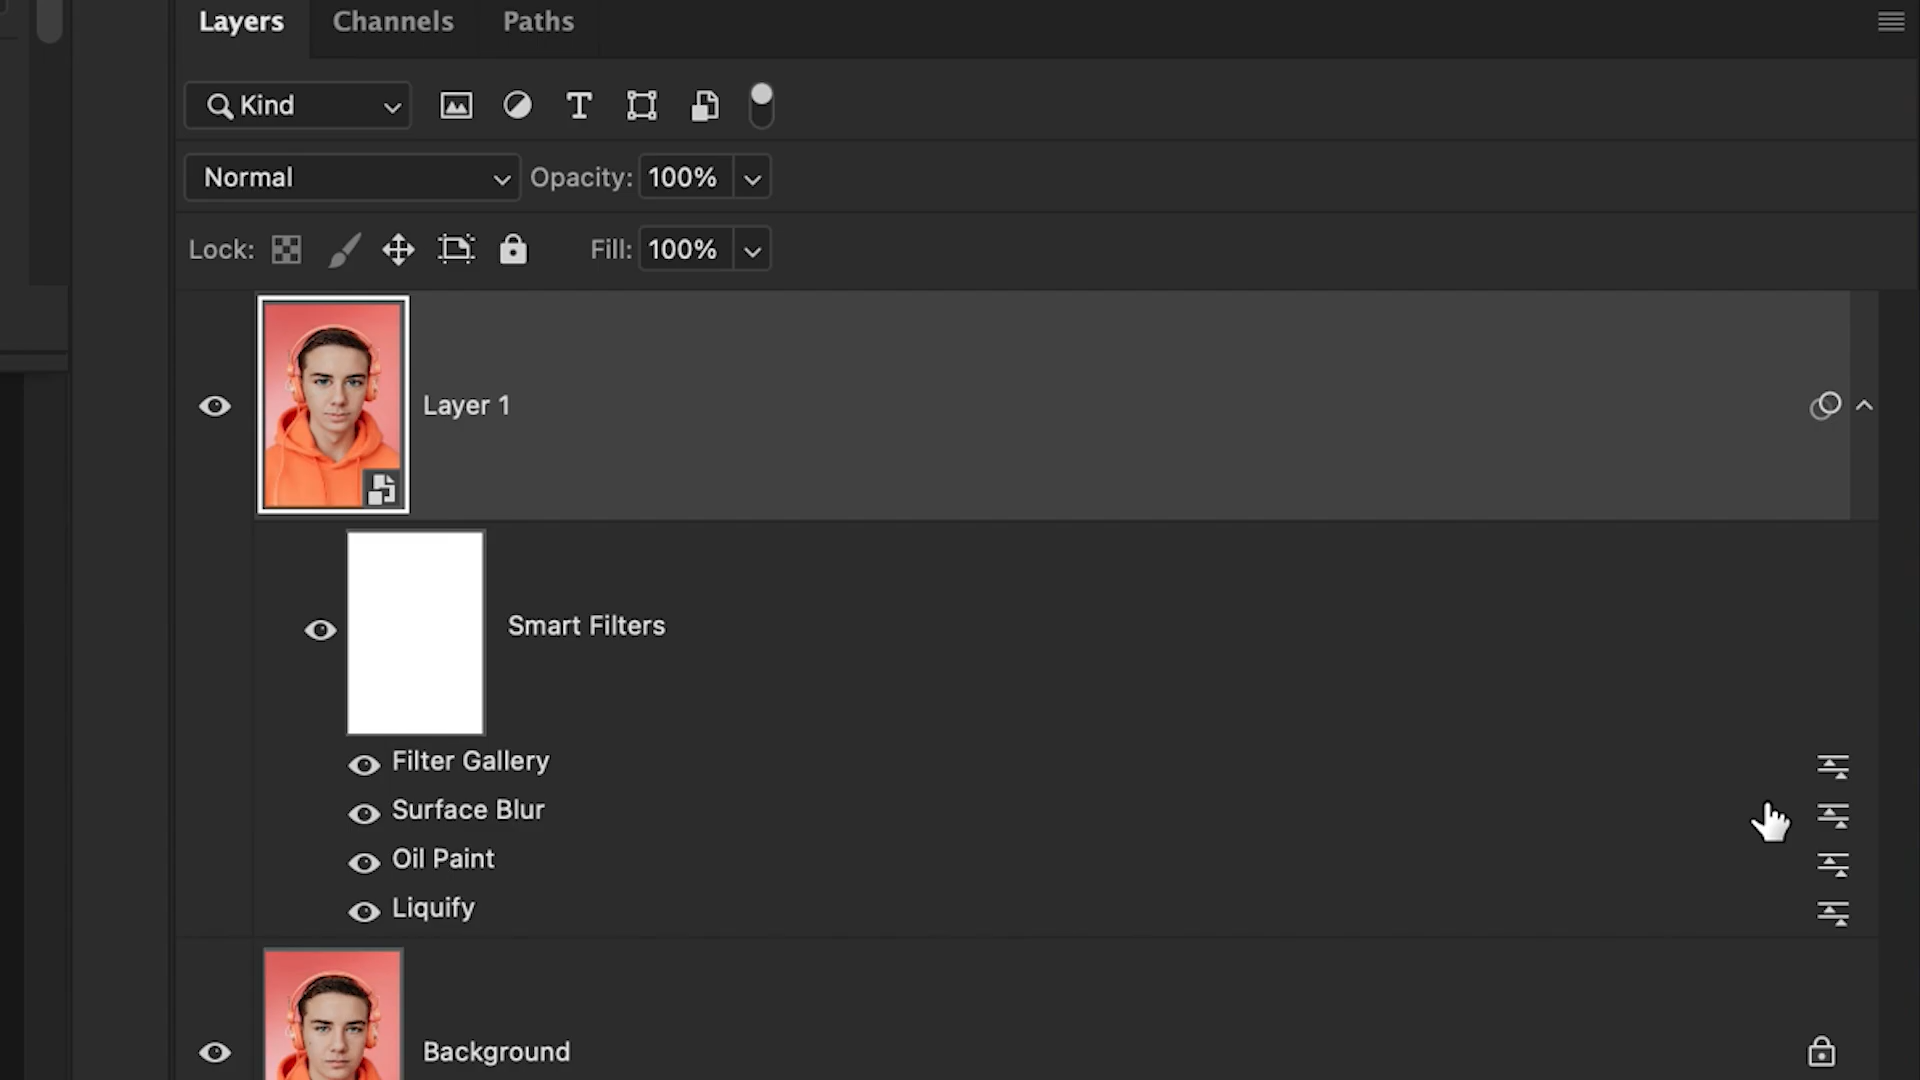 Layers Channels Paths
Kind
Normal Opacity: 100%
Lock: Fill: 100%
Layer 1
Smart Filters
Filter Gallery
Surface Blur
Oil Paint
Liquify
Background